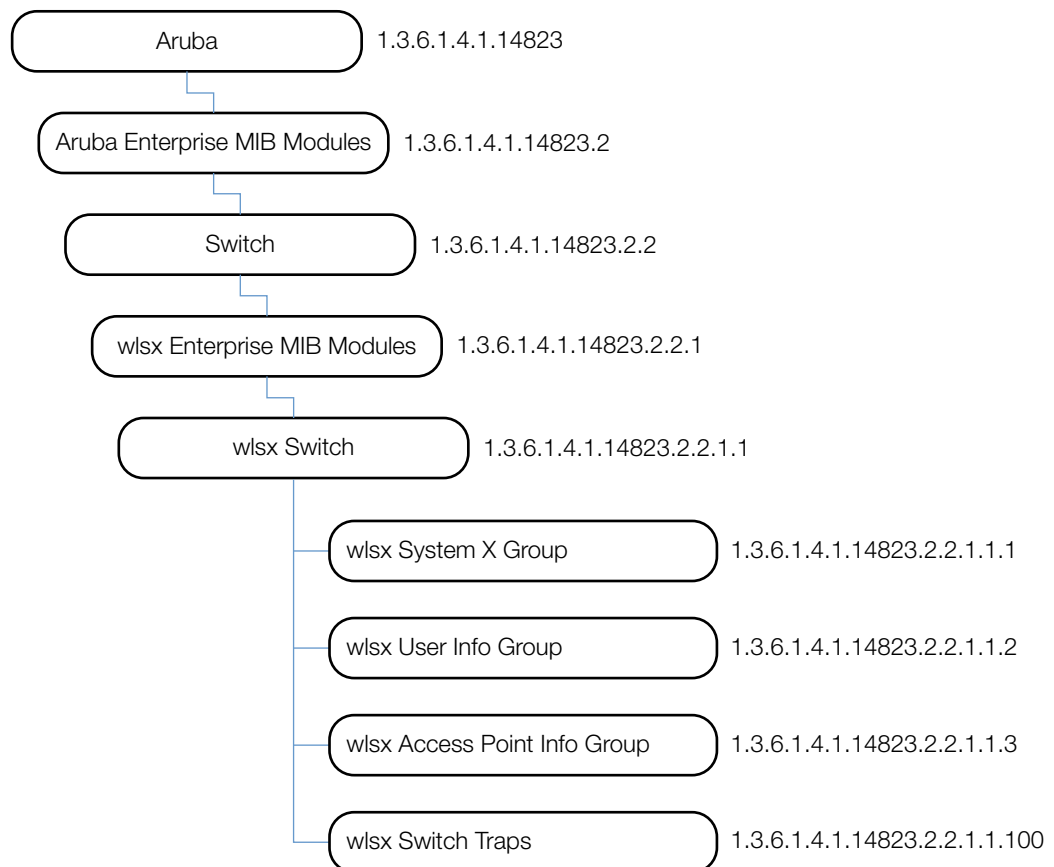 Aruba 1.3.6.1.4.1.14823
Aruba Enterprise MIB Modules 1.3.6.1.4.1.14823.2
Switch 1.3.6.1.4.1.14823.2.2
wlsx Enterprise MIB Modules 1.3.6.1.4.1.14823.2.2.1
wlsx Switch 1.3.6.1.4.1.14823.2.2.1.1
wlsx System X Group 1.3.6.1.4.1.14823.2.2.1.1.1
wlsx User Info Group 1.3.6.1.4.1.14823.2.2.1.1.2
wlsx Access Point Info Group 1.3.6.1.4.1.14823.2.2.1.1.3
wlsx Switch Traps 1.3.6.1.4.1.14823.2.2.1.1.100